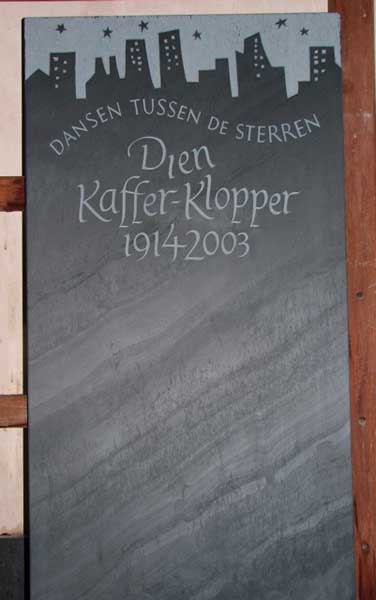 DANSEN TUSSEN DE STERREN
Dien
Kaffer-Klopper
1914 2003